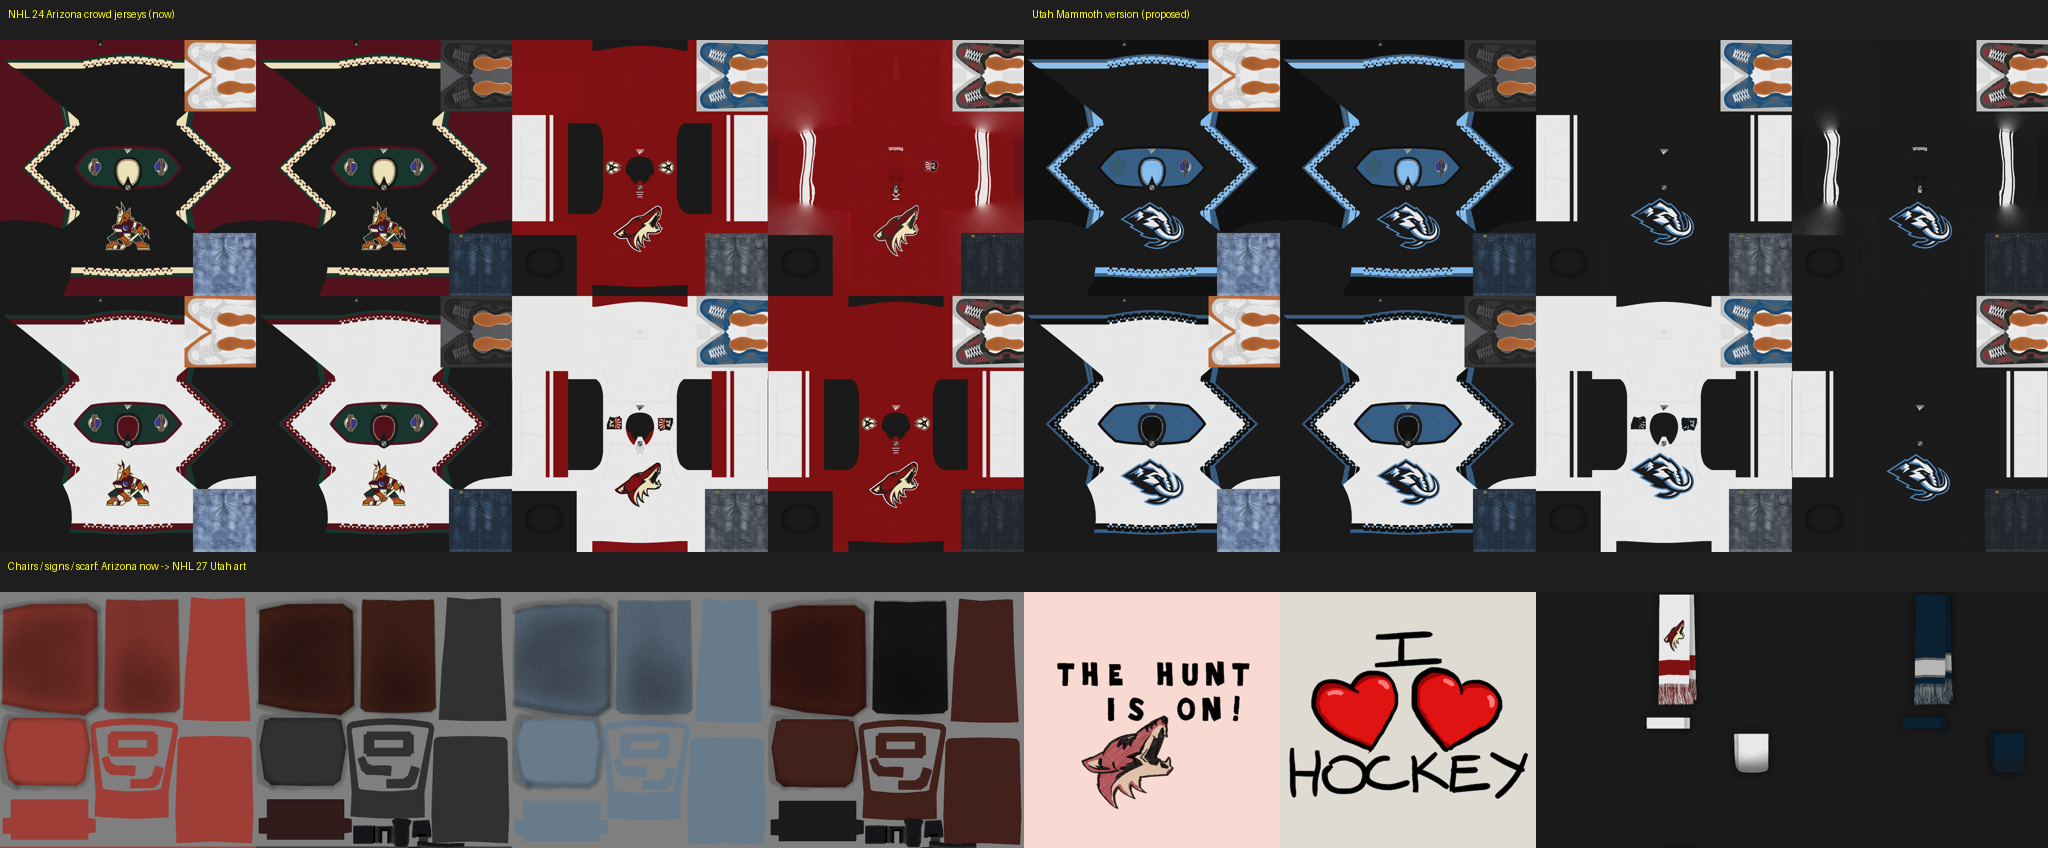 NHL 24 Arizona crowd jerseys (now)
Utah Mammoth version (proposed)
Chairs/signs/scarf: Arizona now -> NHL 27 Utah art
THE HUNT
IS ON!
I
HOCKEY